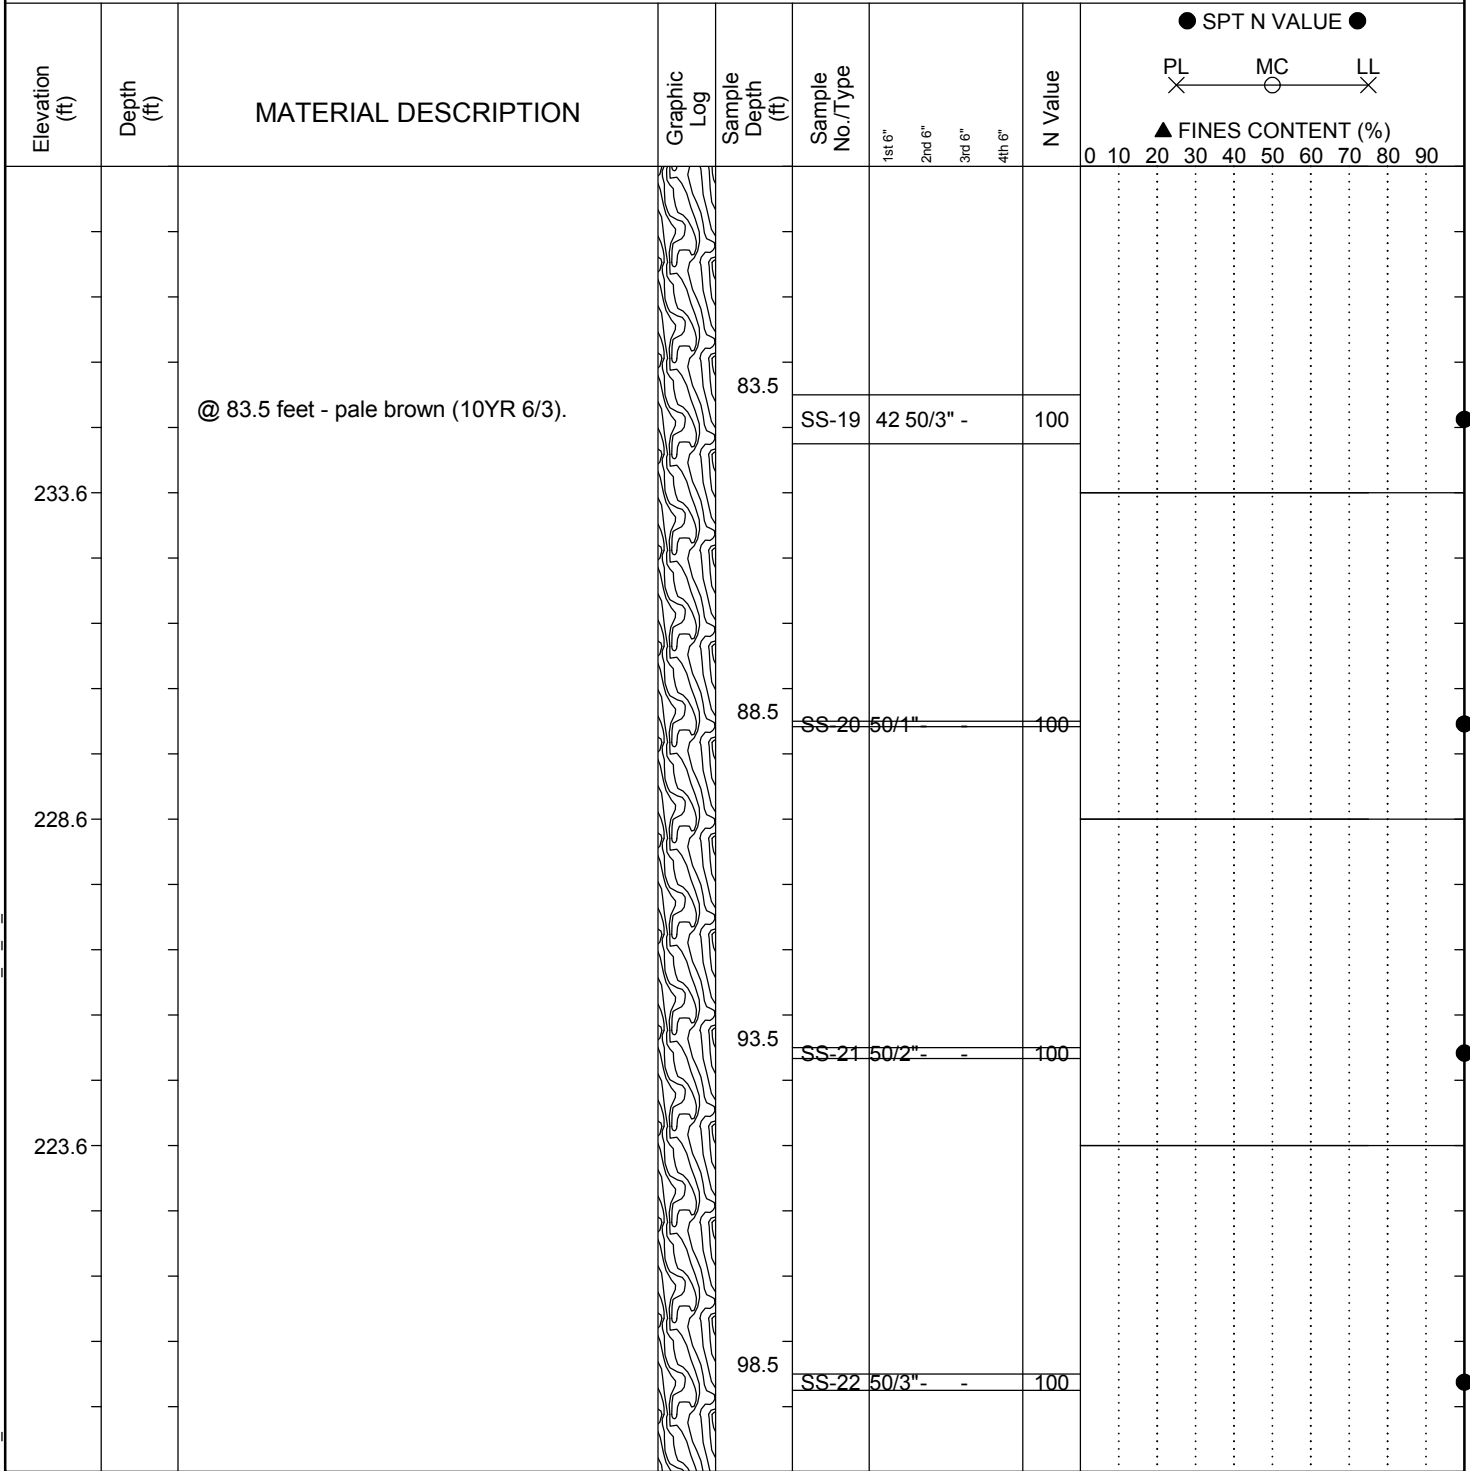 Elevation (ft)
Depth (ft)
MATERIAL DESCRIPTION
Graphic Log
Sample Depth (ft)
Sample No./Type
1st 6"
2nd 6"
3rd 6"
4th 6"
N Value
● SPT N VALUE ●
PL MC LL
▲ FINES CONTENT (%)
0 10 20 30 40 50 60 70 80 90
83.5
@ 83.5 feet - pale brown (10YR 6/3).
SS-19 42 50/3" - 100
233.6
88.5
SS-20 50/1" - - 100
228.6
93.5
SS-21 50/2" - - 100
223.6
98.5
SS-22 50/3" - - 100